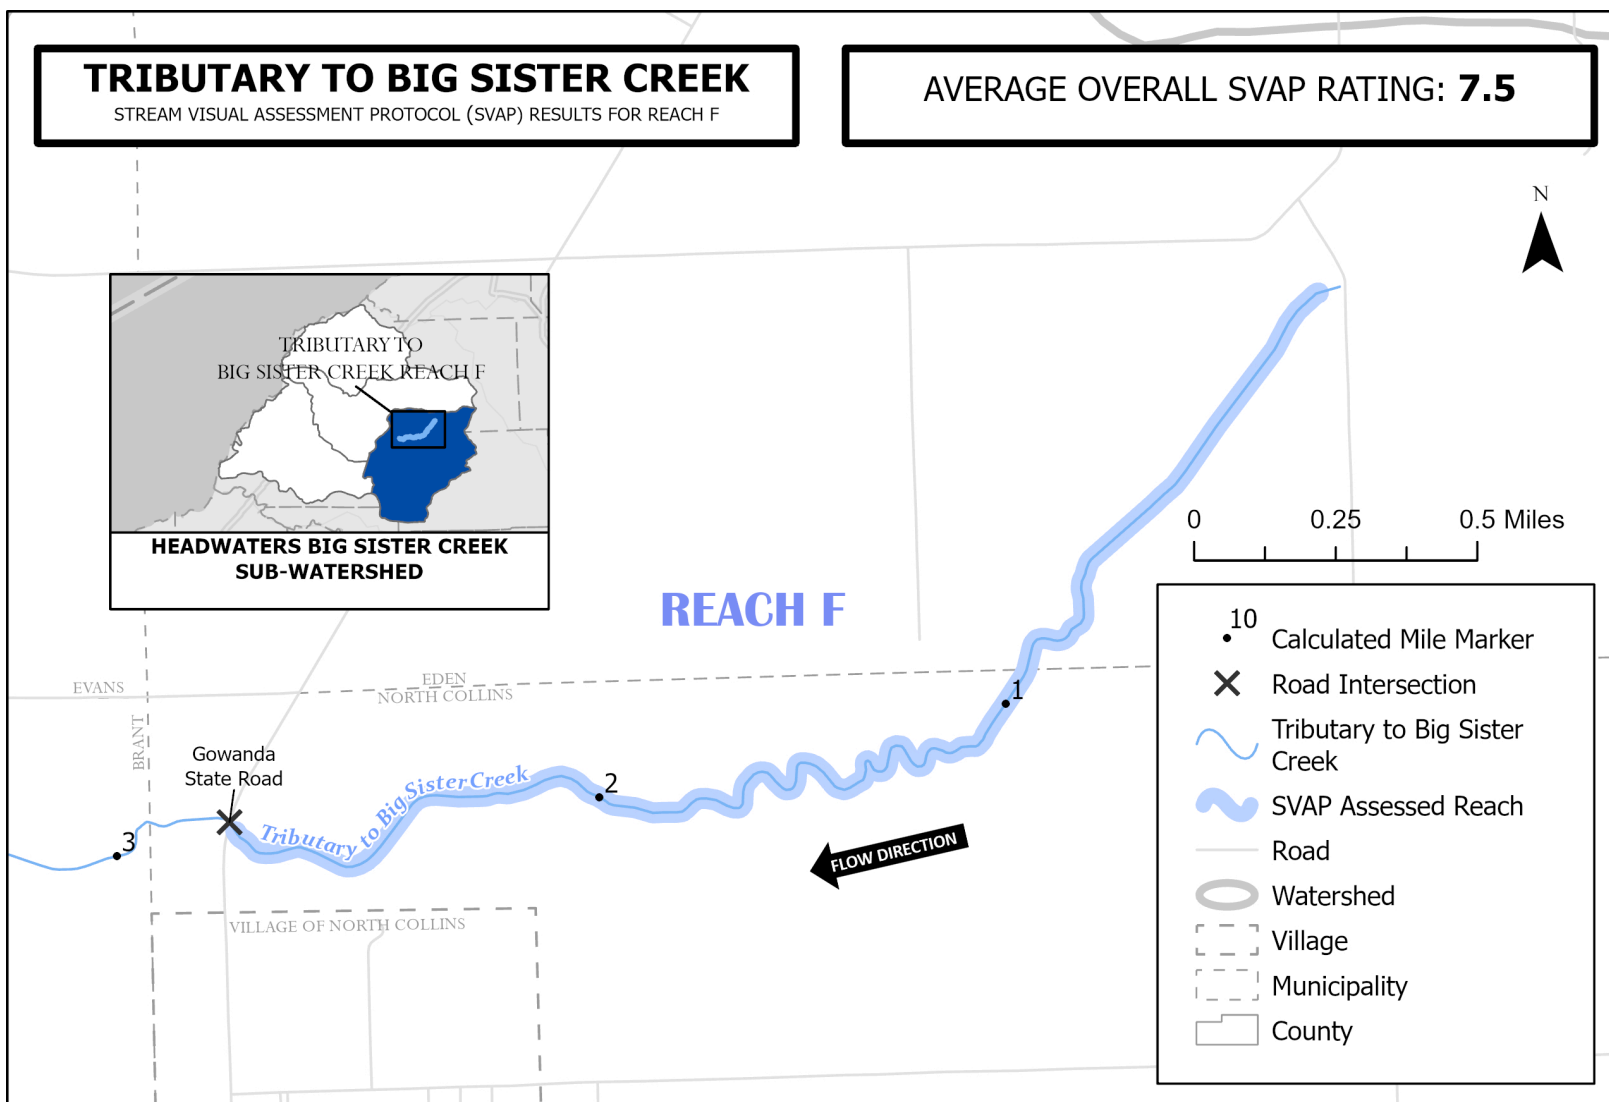 TRIBUTARY TO BIG SISTER CREEK
STREAM VISUAL ASSESSMENT PROTOCOL (SVAP) RESULTS FOR REACH F
AVERAGE OVERALL SVAP RATING: 7.5
N
TRIBUTARY TO
BIG SISTER CREEK REACH F
HEADWATERS BIG SISTER CREEK
SUB-WATERSHED
0 0.25 0.5 Miles
REACH F
EVANS
EDEN
NORTH COLLINS
BRANT
Gowanda
State Road
1
2
3
Tributary to Big Sister Creek
FLOW DIRECTION
VILLAGE OF NORTH COLLINS
10
Calculated Mile Marker
Road Intersection
Tributary to Big Sister
Creek
SVAP Assessed Reach
Road
Watershed
Village
Municipality
County